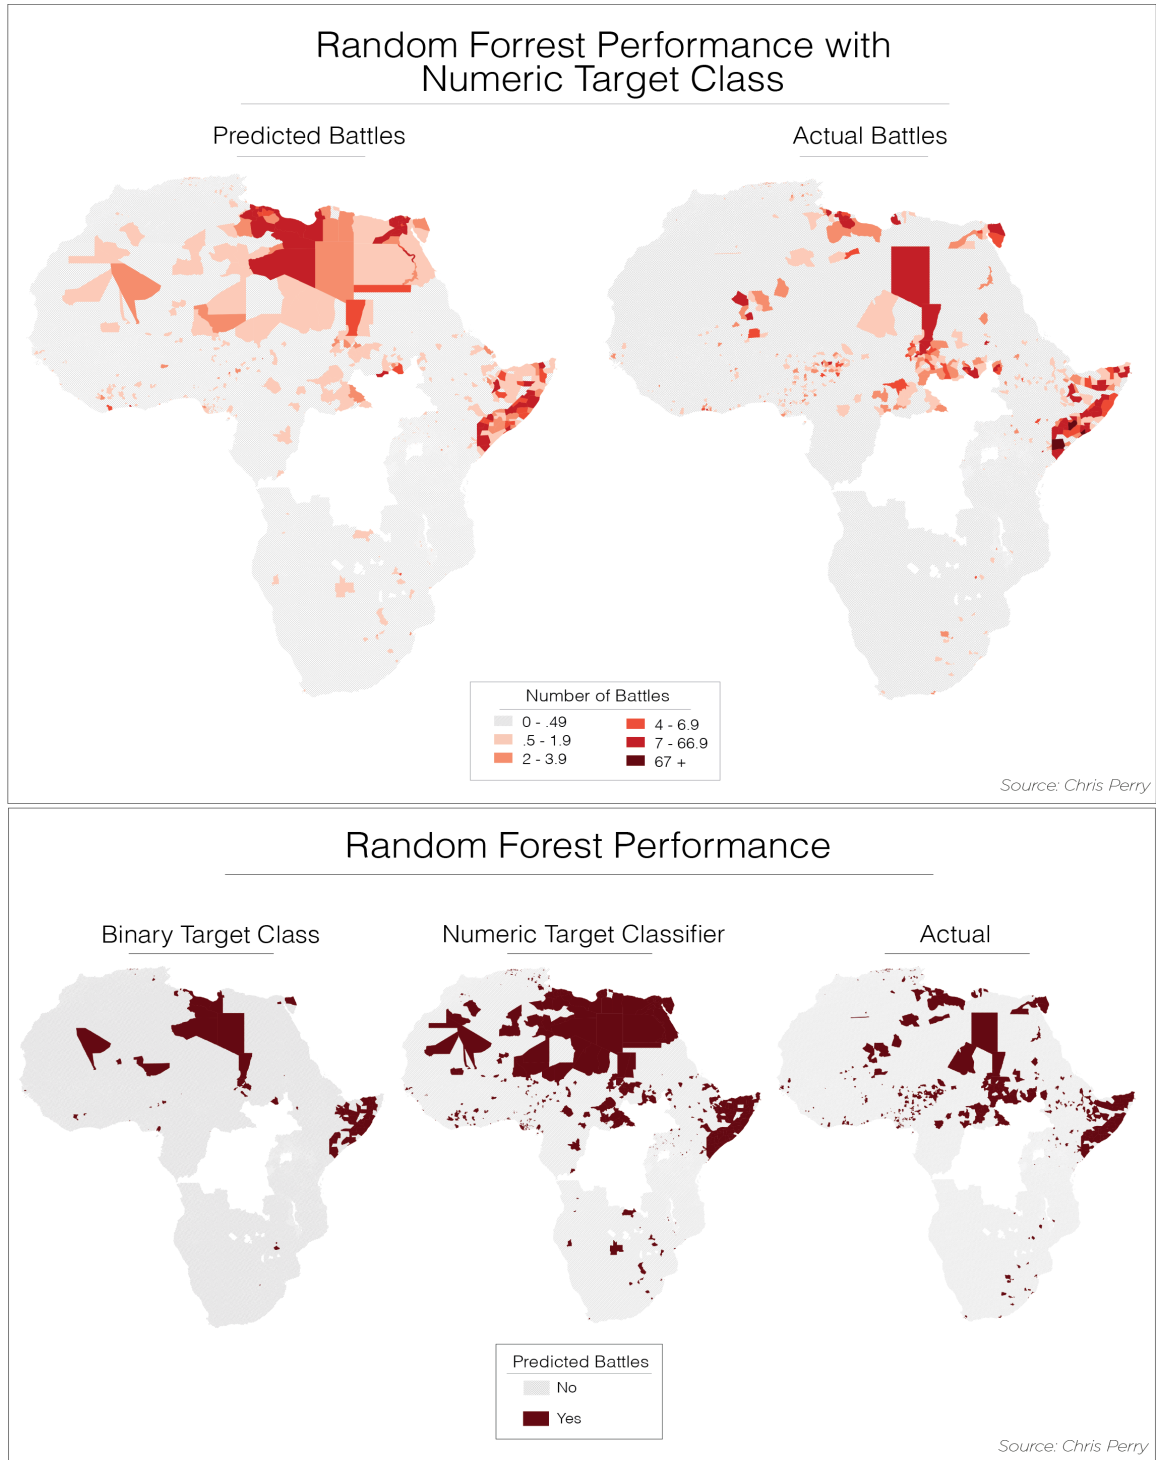 Random Forrest Performance with
Numeric Target Class
Predicted Battles
Actual Battles
Number of Battles
0 - .49
.5 - 1.9
2 - 3.9
4 - 6.9
7 - 66.9
67 +
Source: Chris Perry
Random Forest Performance
Binary Target Class
Numeric Target Classifier
Actual
Predicted Battles
No
Yes
Source: Chris Perry